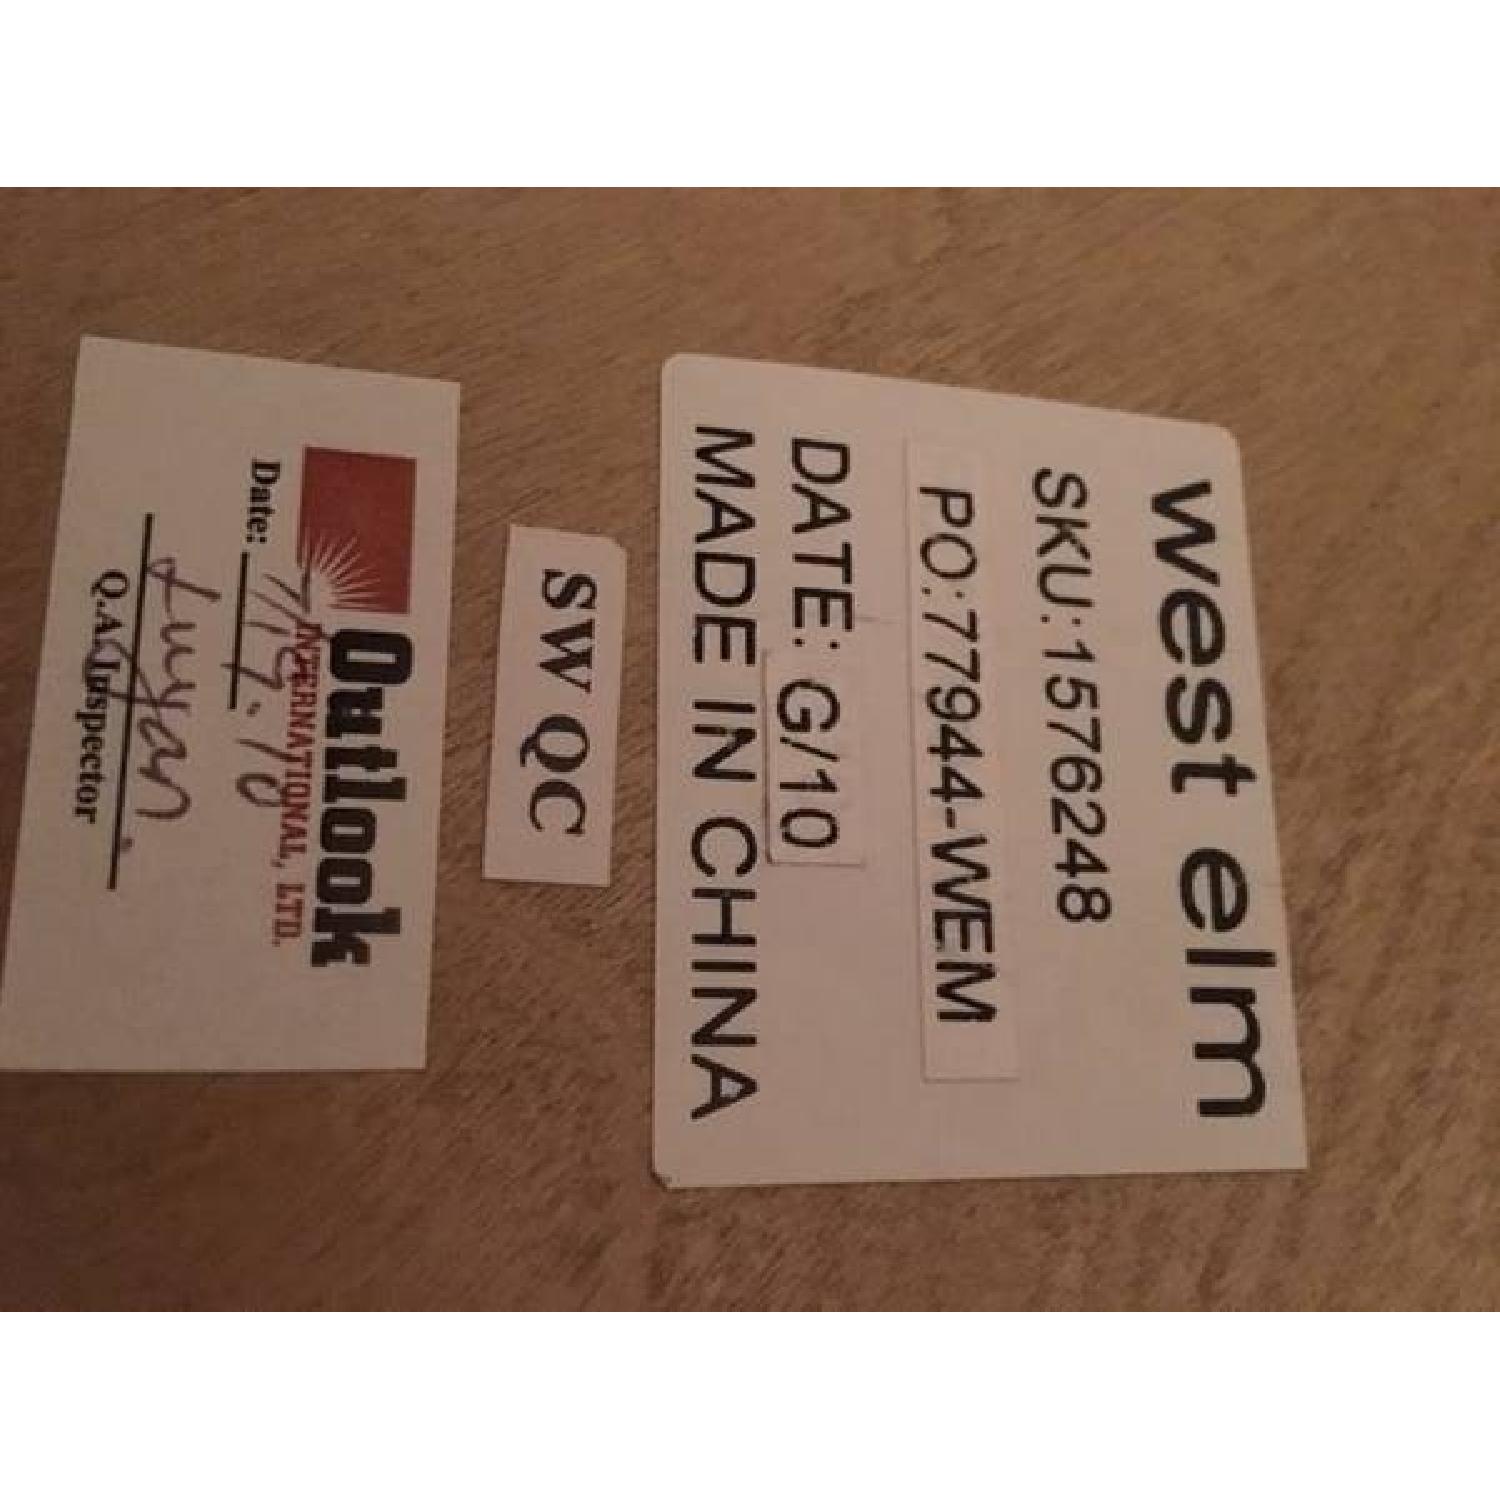 west elm
SKU:1576248
PO:77944-WEM
DATE: G/10
MADE IN CHINA
SW QC
Outlook
INTERNATIONAL, LTD.
Date:
Luyan
Q.A. Inspector